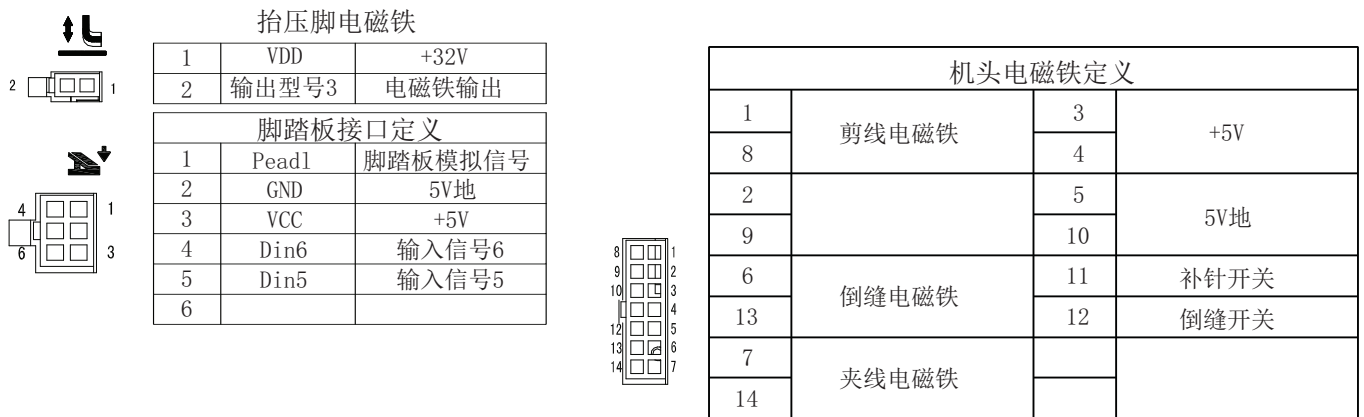 抬压脚电磁铁
1 VDD +32V
2 输出型号3 电磁铁输出
2 1
脚踏板接口定义
1 Peadl 脚踏板模拟信号
2 GND 5V地
3 VCC +5V
4 Din6 输入信号6
5 Din5 输入信号5
6
4 1
6 3
机头电磁铁定义
1 剪线电磁铁 3 +5V
8 4
2 5 5V地
9 10
6 倒缝电磁铁 11 补针开关
13 12 倒缝开关
7 夹线电磁铁
14
8 1
9 2
10 3
4
12 5
13 6
14 7